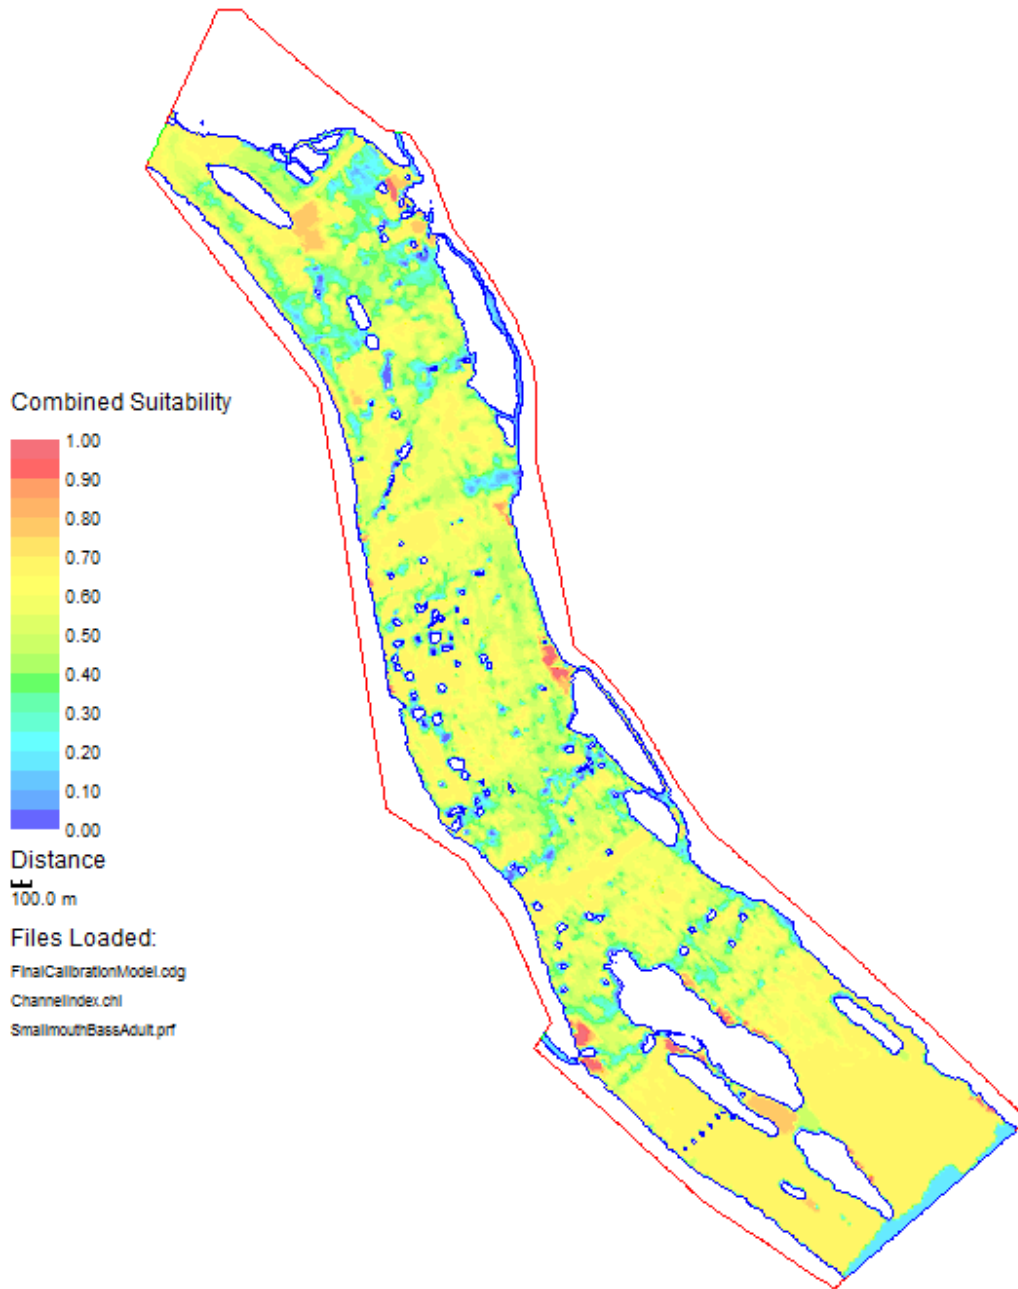 Combined Suitability
1.00
0.90
0.80
0.70
0.60
0.50
0.40
0.30
0.20
0.10
0.00
Distance
100.0 m
Files Loaded:
FinalCalibrationModel.cdg
ChannelIndex.chi
SmallmouthBassAdult.prf